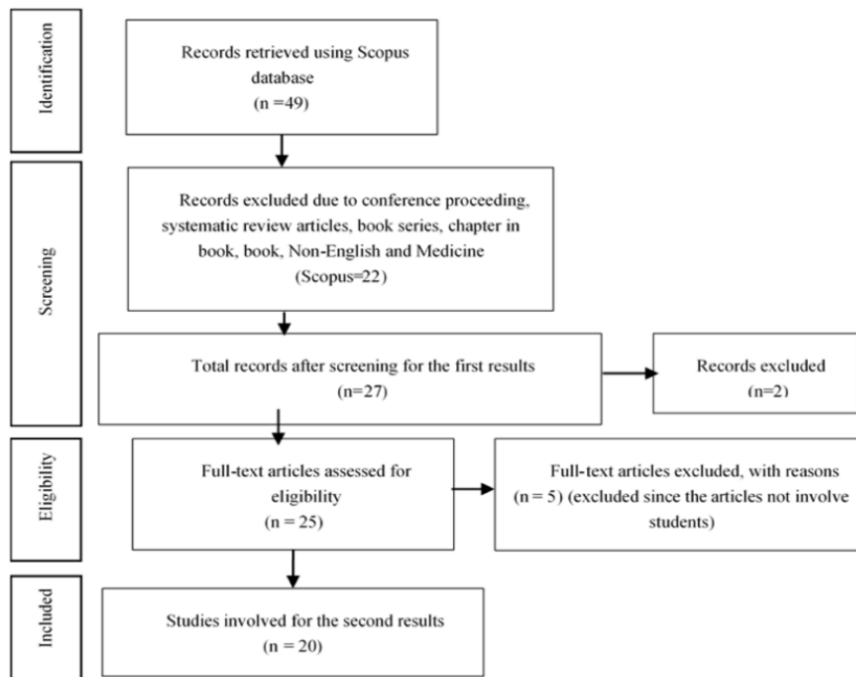 Identification
Records retrieved using Scopus
database
(n =49)
Screening
Records excluded due to conference proceeding,
systematic review articles, book series, chapter in
book, book, Non-English and Medicine
(Scopus=22)
Total records after screening for the first results
(n=27)
Records excluded
(n=2)
Eligibility
Full-text articles assessed for
eligibility
(n = 25)
Full-text articles excluded, with reasons
(n = 5) (excluded since the articles not involve
students)
Included
Studies involved for the second results
(n = 20)